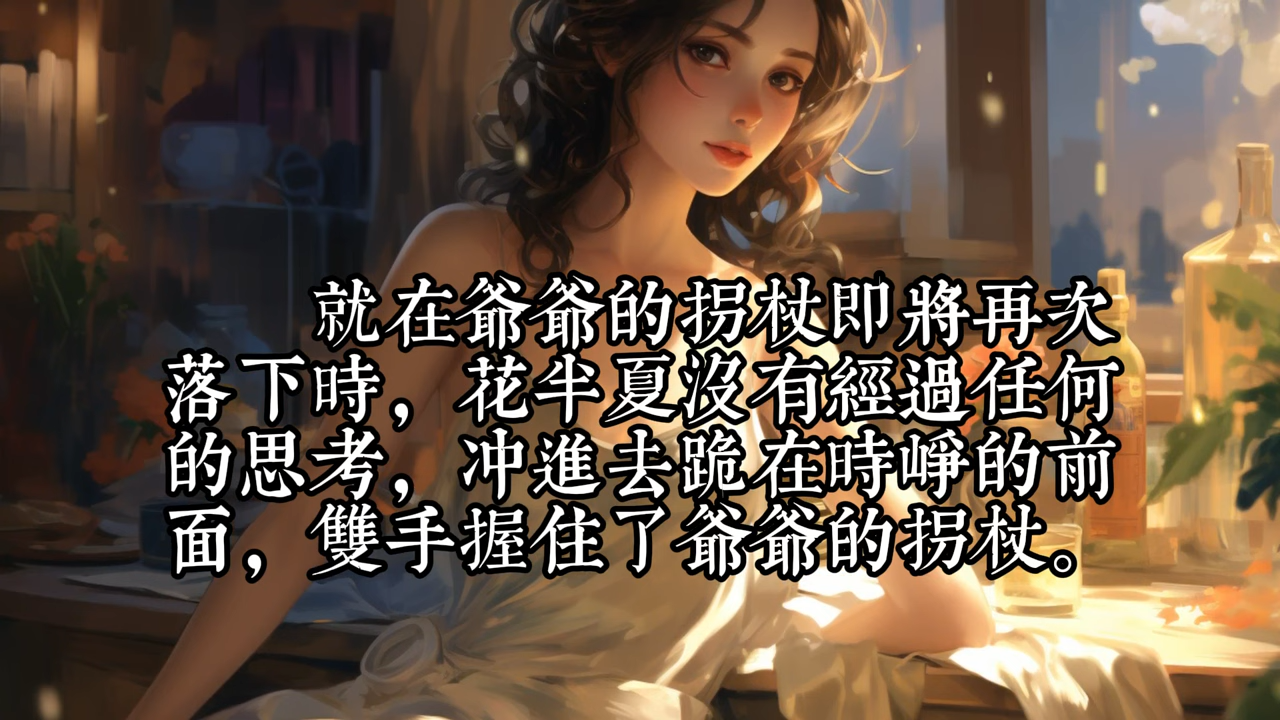 就在爺爺的拐杖即將再次
落下時，花半夏沒有經過任何
的思考，冲進去跪在時崢的前
面，雙手握住了爺爺的拐杖。